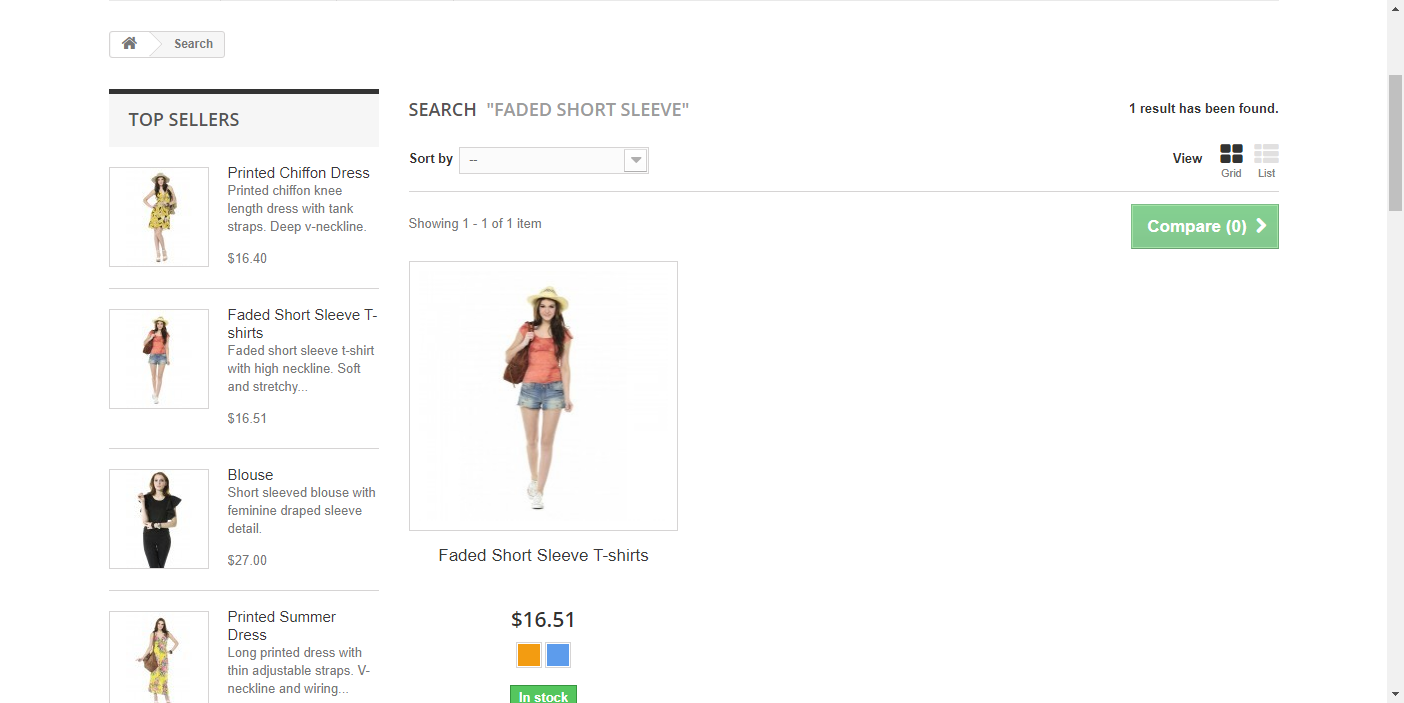 Search
TOP SELLERS
Printed Chiffon Dress
Printed chiffon knee
length dress with tank
straps. Deep v-neckline.
$16.40
Faded Short Sleeve T-
shirts
Faded short sleeve t-shirt
with high neckline. Soft
and stretchy...
$16.51
Blouse
Short sleeved blouse with
feminine draped sleeve
detail.
$27.00
Printed Summer
Dress
Long printed dress with
thin adjustable straps. V-
neckline and wiring...
SEARCH "FADED SHORT SLEEVE"
1 result has been found.
Sort by --
View
Grid
List
Showing 1 - 1 of 1 item
Compare (0)
Faded Short Sleeve T-shirts
$16.51
In stock